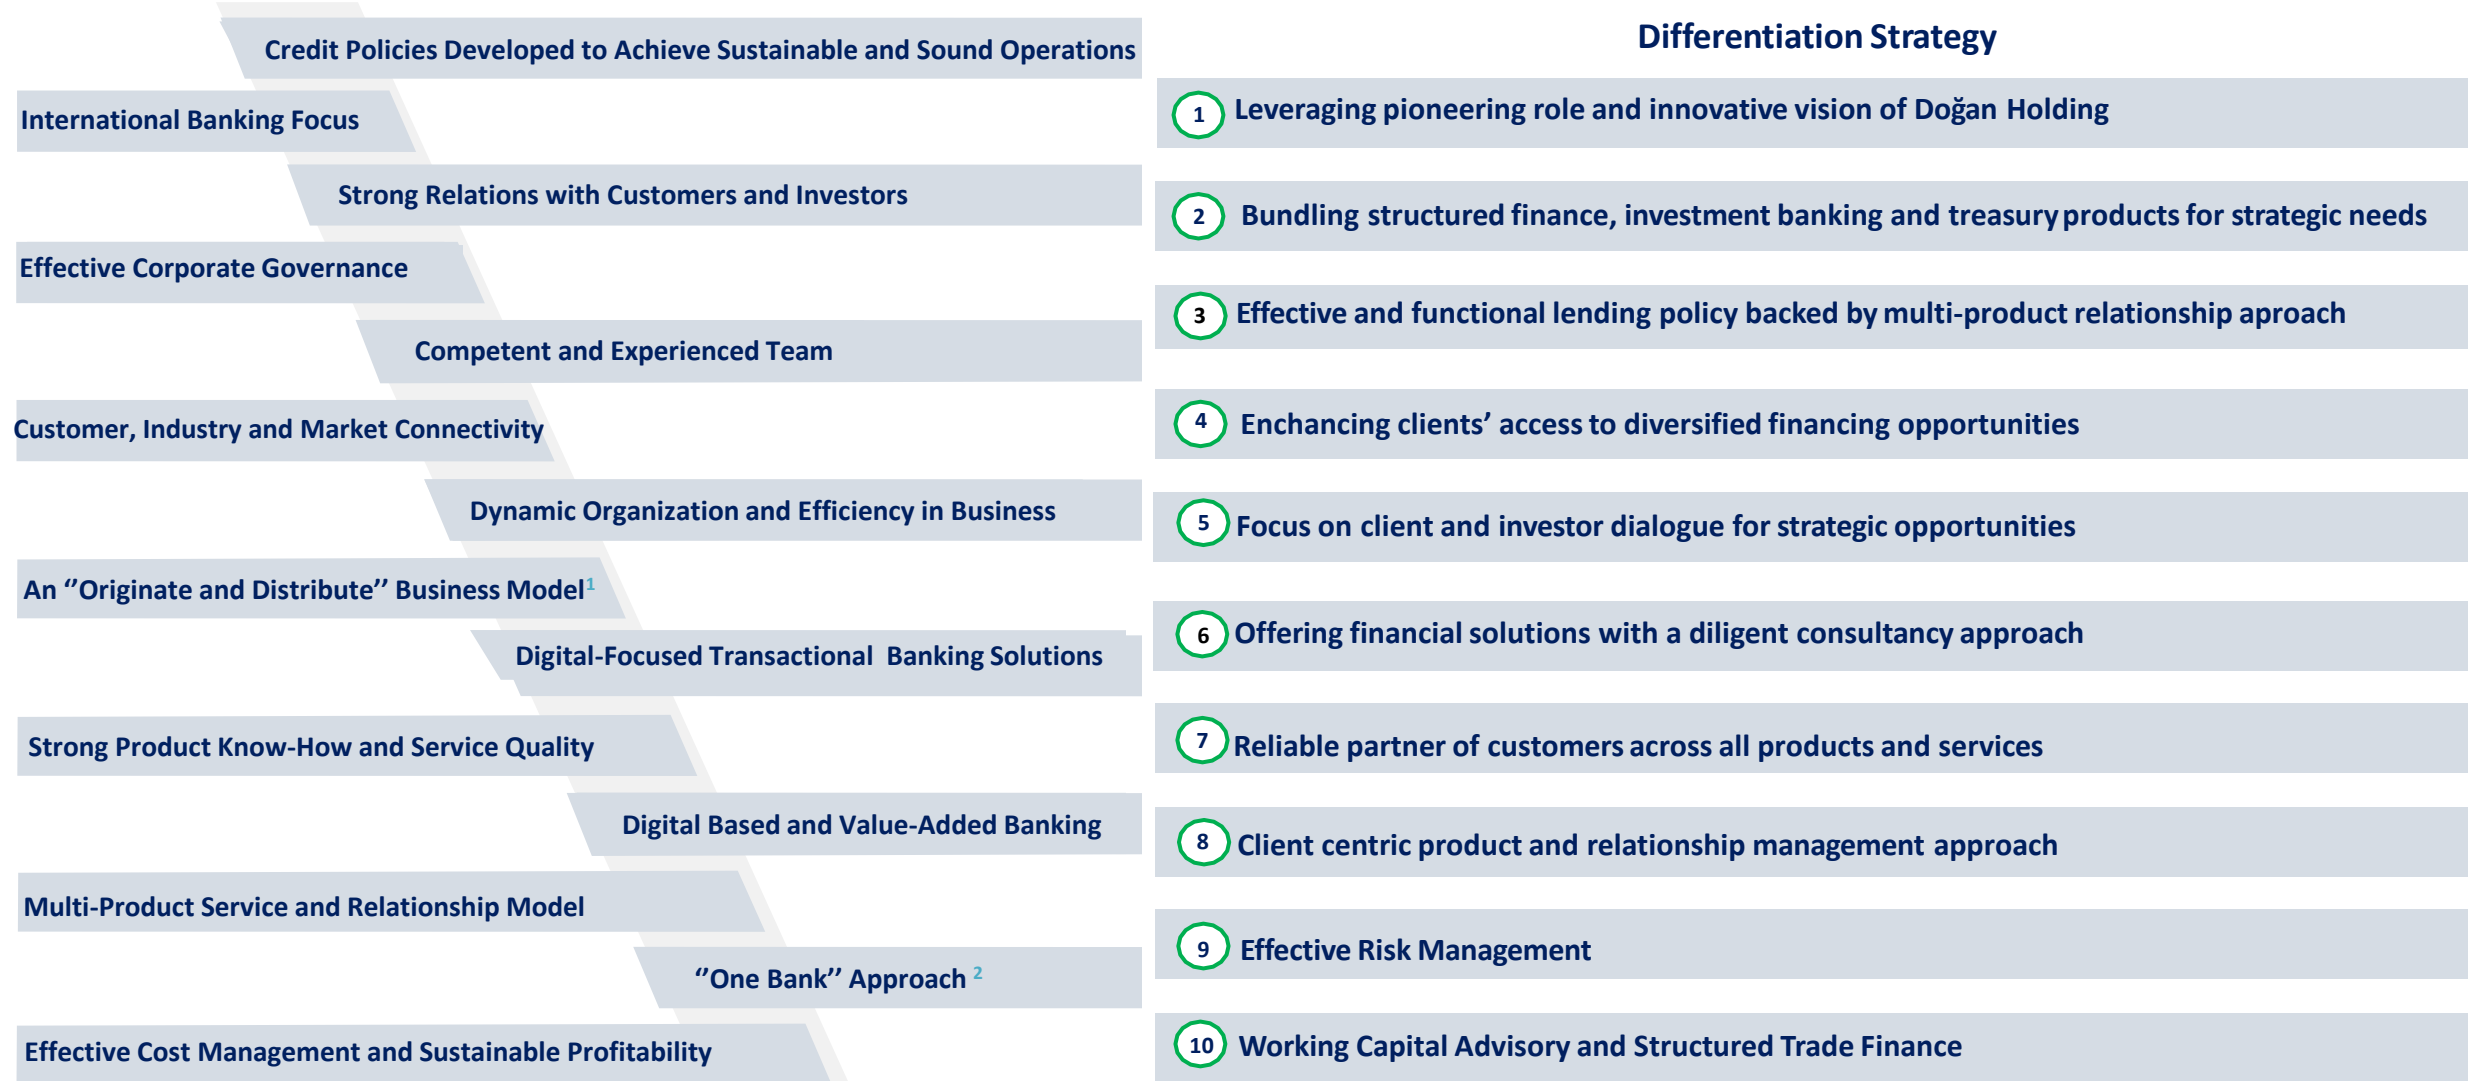 Credit Policies Developed to Achieve Sustainable and Sound Operations
International Banking Focus
Strong Relations with Customers and Investors
Effective Corporate Governance
Competent and Experienced Team
Customer, Industry and Market Connectivity
Dynamic Organization and Efficiency in Business
An ‘’Originate and Distribute’’ Business Model1
Digital-Focused Transactional Banking Solutions
Strong Product Know-How and Service Quality
Digital Based and Value-Added Banking
Multi-Product Service and Relationship Model
‘’One Bank’’ Approach 2
Effective Cost Management and Sustainable Profitability
Differentiation Strategy
1 Leveraging pioneering role and innovative vision of Doğan Holding
2 Bundling structured finance, investment banking and treasury products for strategic needs
3 Effective and functional lending policy backed by multi-product relationship aproach
4 Enchancing clients’ access to diversified financing opportunities
5 Focus on client and investor dialogue for strategic opportunities
6 Offering financial solutions with a diligent consultancy approach
7 Reliable partner of customers across all products and services
8 Client centric product and relationship management approach
9 Effective Risk Management
10 Working Capital Advisory and Structured Trade Finance